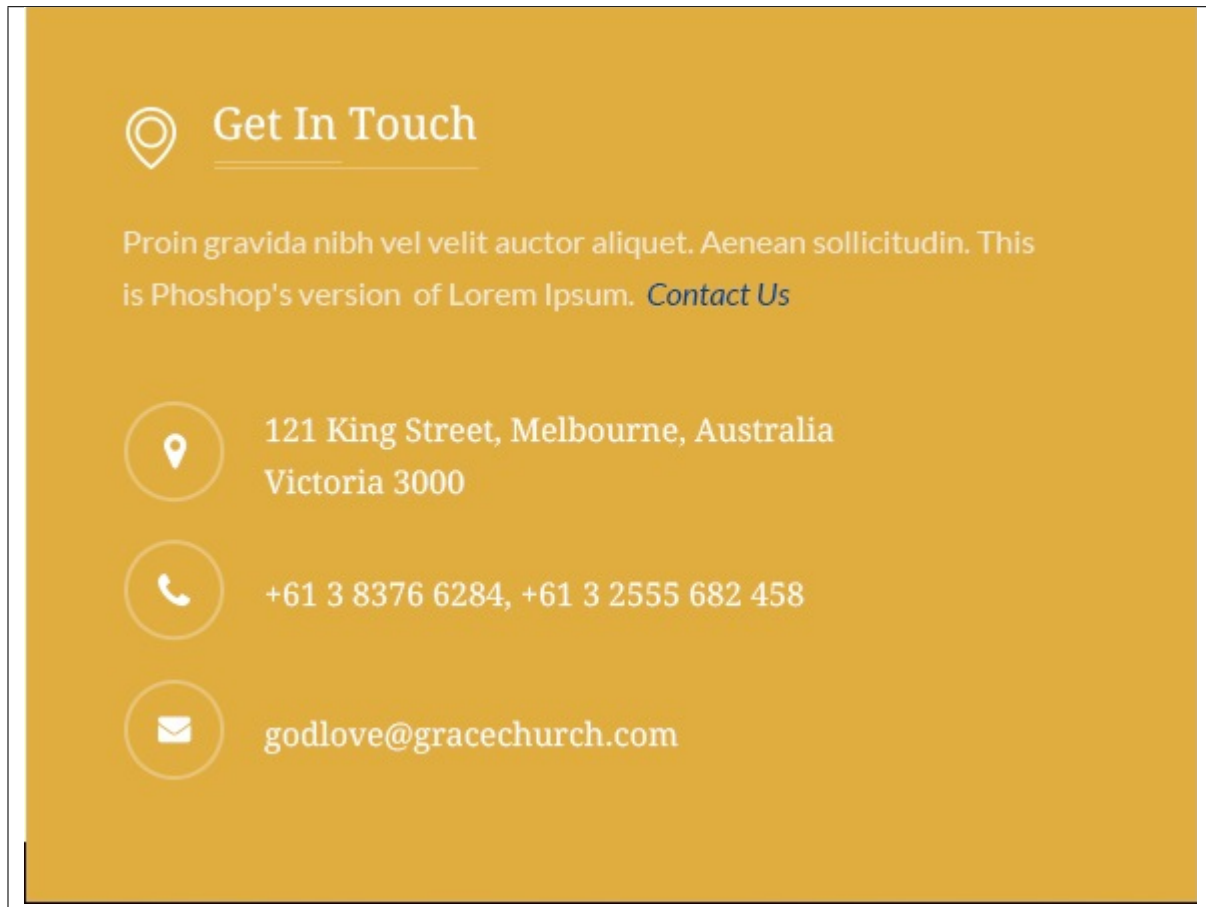 Get In Touch
Proin gravida nibh vel velit auctor aliquet. Aenean sollicitudin. This
is Phoshop's version of Lorem Ipsum. Contact Us
121 King Street, Melbourne, Australia
Victoria 3000
+61 3 8376 6284, +61 3 2555 682 458
godlove@gracechurch.com